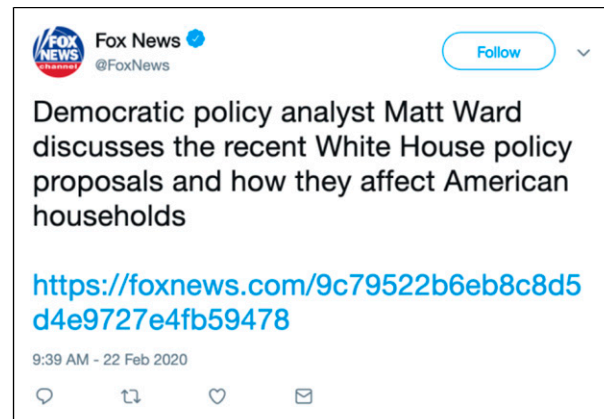 FOX
NEWS
channel
Fox News
@FoxNews
Follow
Democratic policy analyst Matt Ward
discusses the recent White House policy
proposals and how they affect American
households
https://foxnews.com/9c79522b6eb8c8d5
d4e9727e4fb59478
9:39 AM - 22 Feb 2020